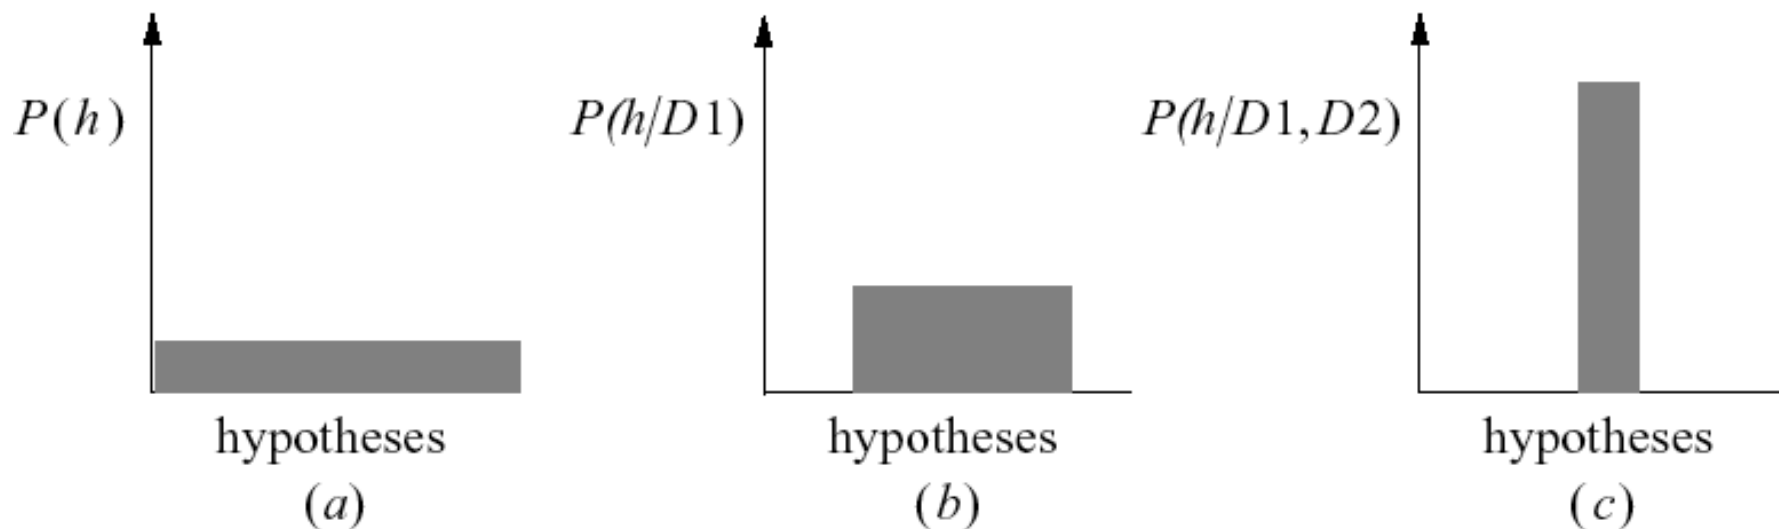 P(h)
P(h/D1)
P(h/D1,D2)
hypotheses
hypotheses
hypotheses
(a)
(b)
(c)